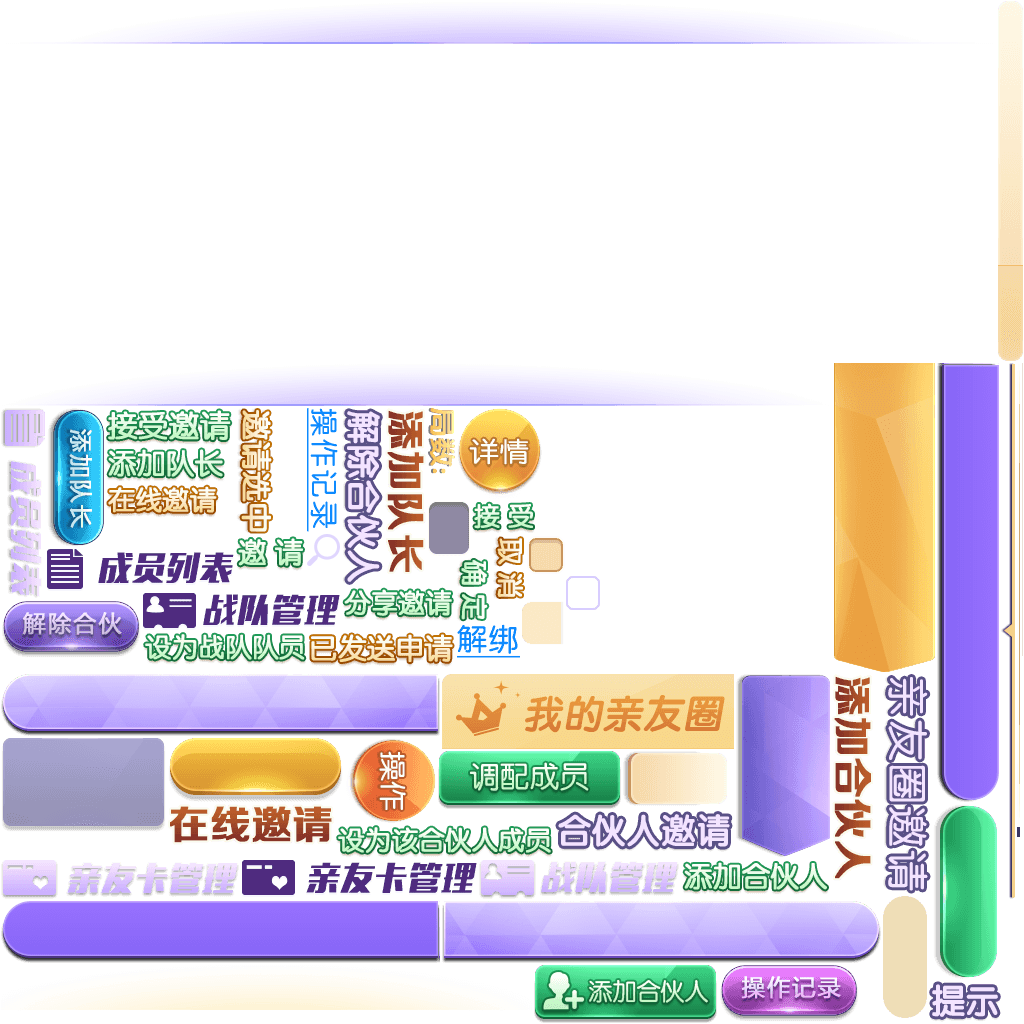 成员列表
添加队长
接受邀请
添加队长
在线邀请
邀请选中
操作记录
解除合伙人
添加队长
局数:
详情
接受
邀请
取消
确定
成员列表
解除合伙
战队管理
分享邀请
设为战队队员
已发送申请
解绑
我的亲友圈
添加合伙人
亲友圈邀请
操作
调配成员
在线邀请
设为该合伙人成员
合伙人邀请
亲友卡管理
亲友卡管理
战队管理
添加合伙人
添加合伙人
操作记录
提示